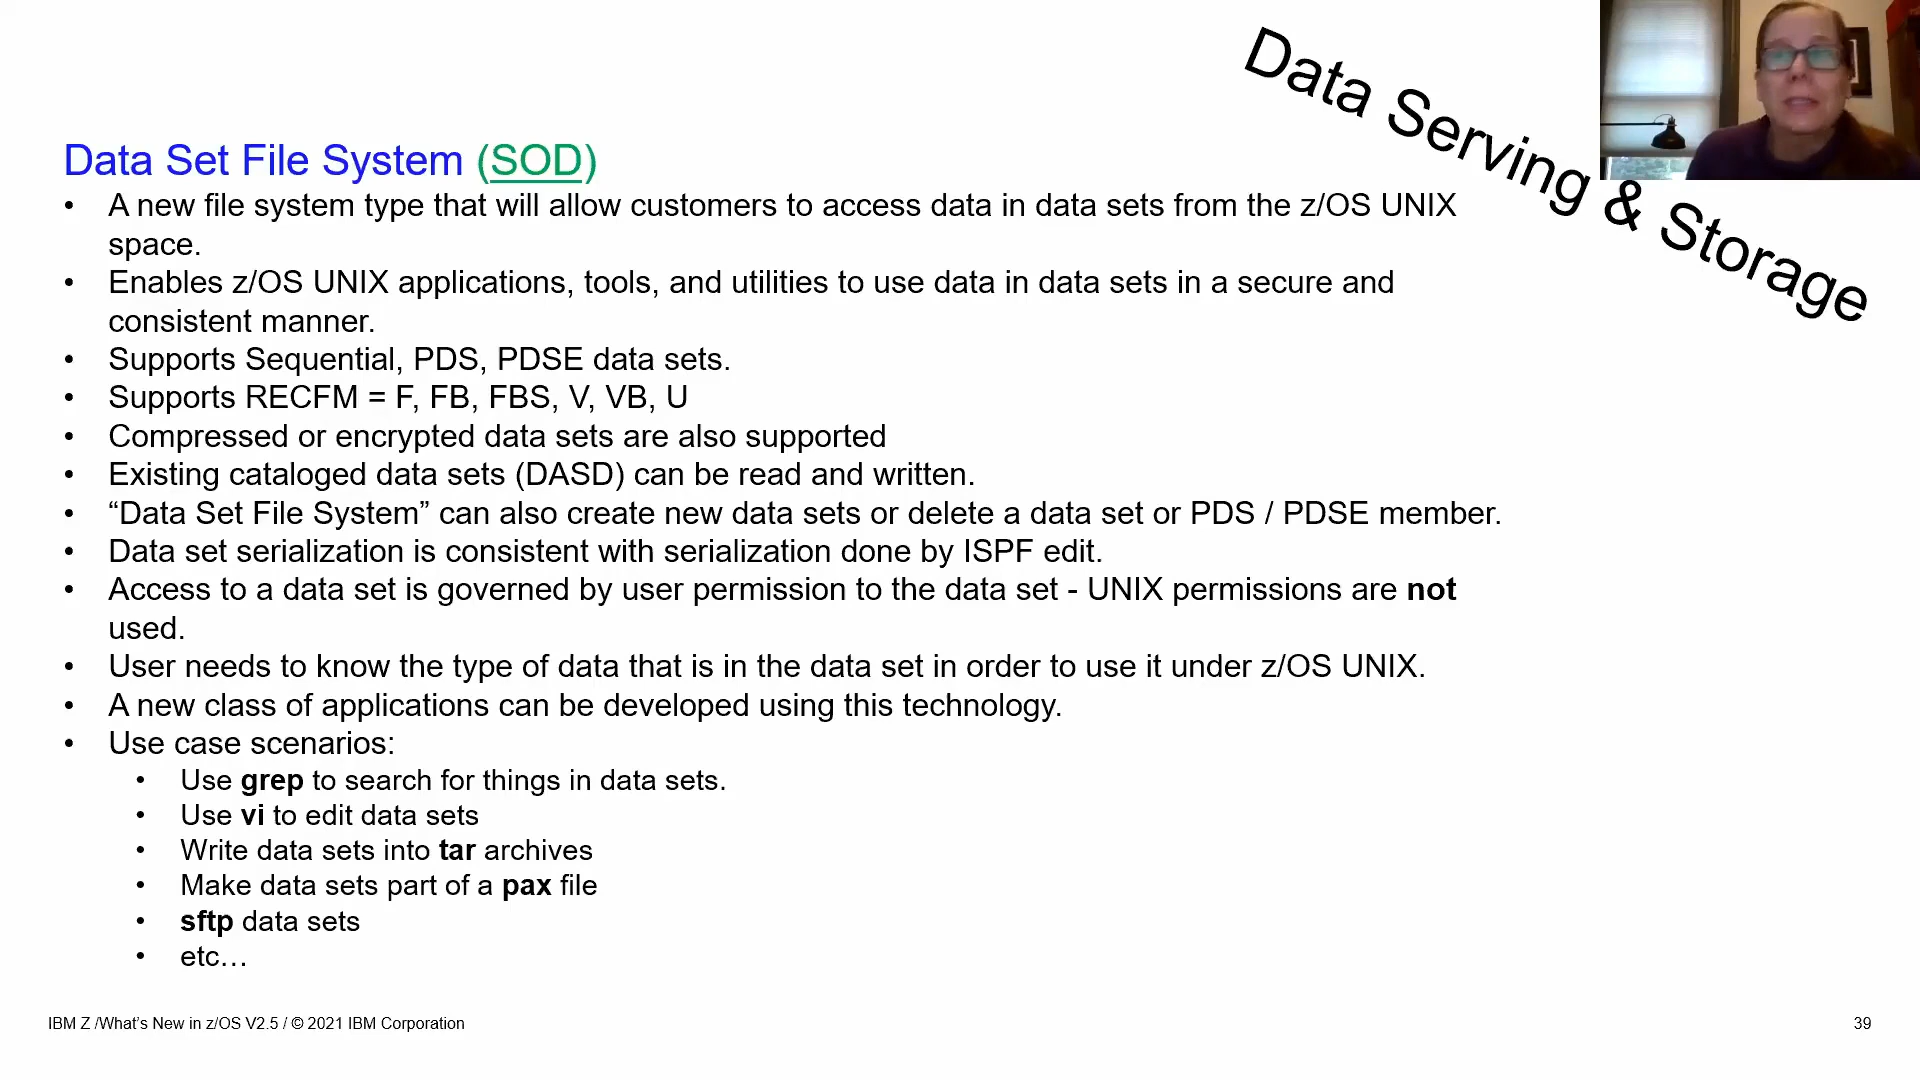 Data Serving & Storage
Data Set File System (SOD)
• A new file system type that will allow customers to access data in data sets from the z/OS UNIX
space.
• Enables z/OS UNIX applications, tools, and utilities to use data in data sets in a secure and
consistent manner.
• Supports Sequential, PDS, PDSE data sets.
• Supports RECFM = F, FB, FBS, V, VB, U
• Compressed or encrypted data sets are also supported
• Existing cataloged data sets (DASD) can be read and written.
• “Data Set File System” can also create new data sets or delete a data set or PDS / PDSE member.
• Data set serialization is consistent with serialization done by ISPF edit.
• Access to a data set is governed by user permission to the data set - UNIX permissions are not
used.
• User needs to know the type of data that is in the data set in order to use it under z/OS UNIX.
• A new class of applications can be developed using this technology.
• Use case scenarios:
• Use grep to search for things in data sets.
• Use vi to edit data sets
• Write data sets into tar archives
• Make data sets part of a pax file
• sftp data sets
• etc…
IBM Z /What’s New in z/OS V2.5 / © 2021 IBM Corporation
39